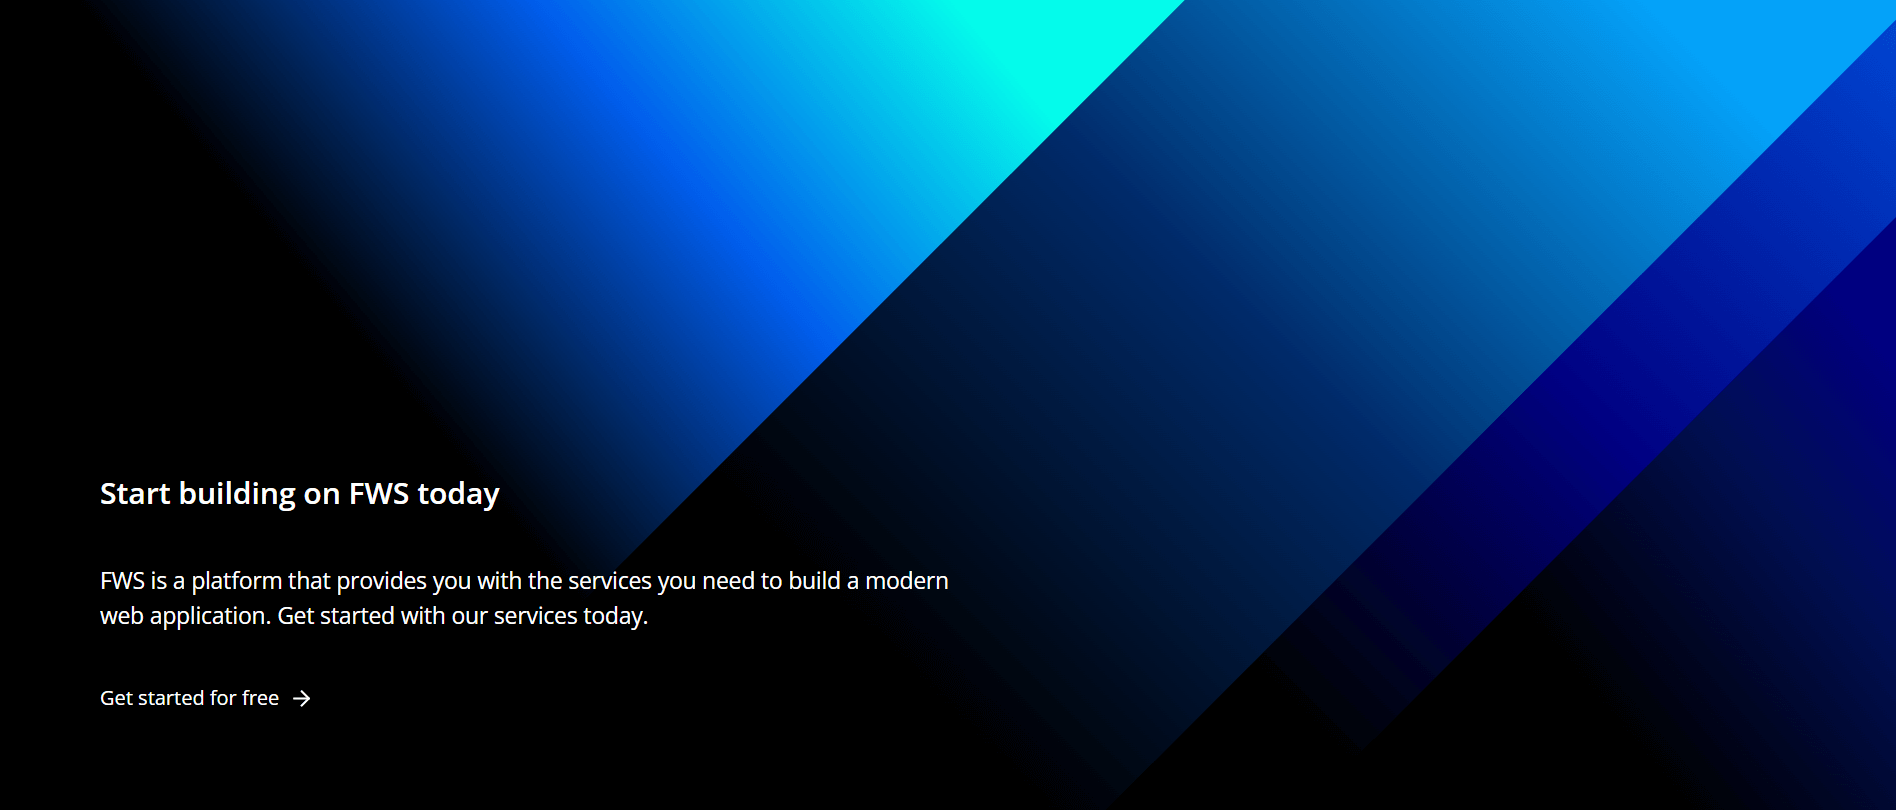 Start building on FWS today
FWS is a platform that provides you with the services you need to build a modern
web application. Get started with our services today.
Get started for free →